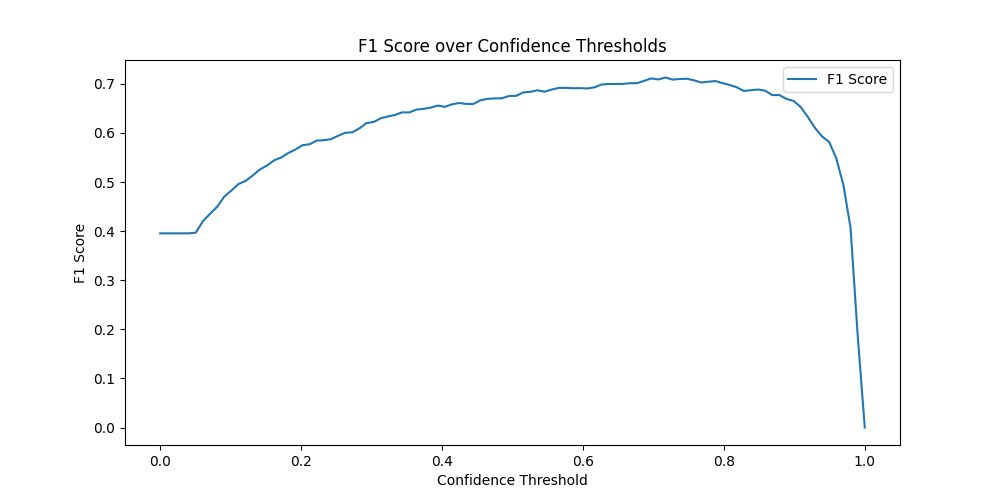 F1 Score over Confidence Thresholds
F1 Score
0.7
0.6
0.5
0.4
0.3
0.2
0.1
0.0
F1 Score
0.0 0.2 0.4 0.6 0.8 1.0
Confidence Threshold